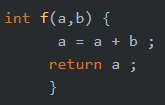 int f(a,b) {
a = a + b ;
return a ;
}